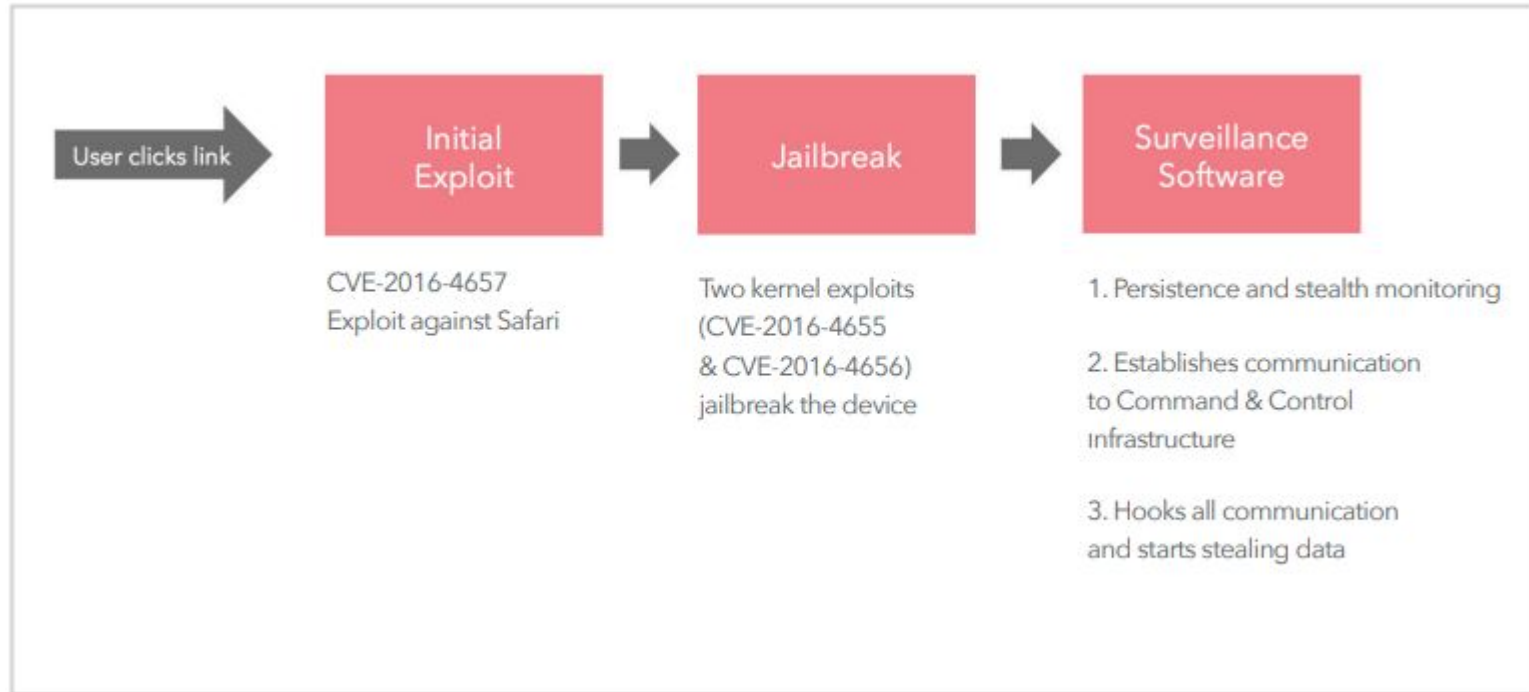 User clicks link
Initial
Exploit
CVE-2016-4657
Exploit against Safari
Jailbreak
Two kernel exploits
(CVE-2016-4655
& CVE-2016-4656)
jailbreak the device
Surveillance
Software
1. Persistence and stealth monitoring
2. Establishes communication
to Command & Control
infrastructure
3. Hooks all communication
and starts stealing data